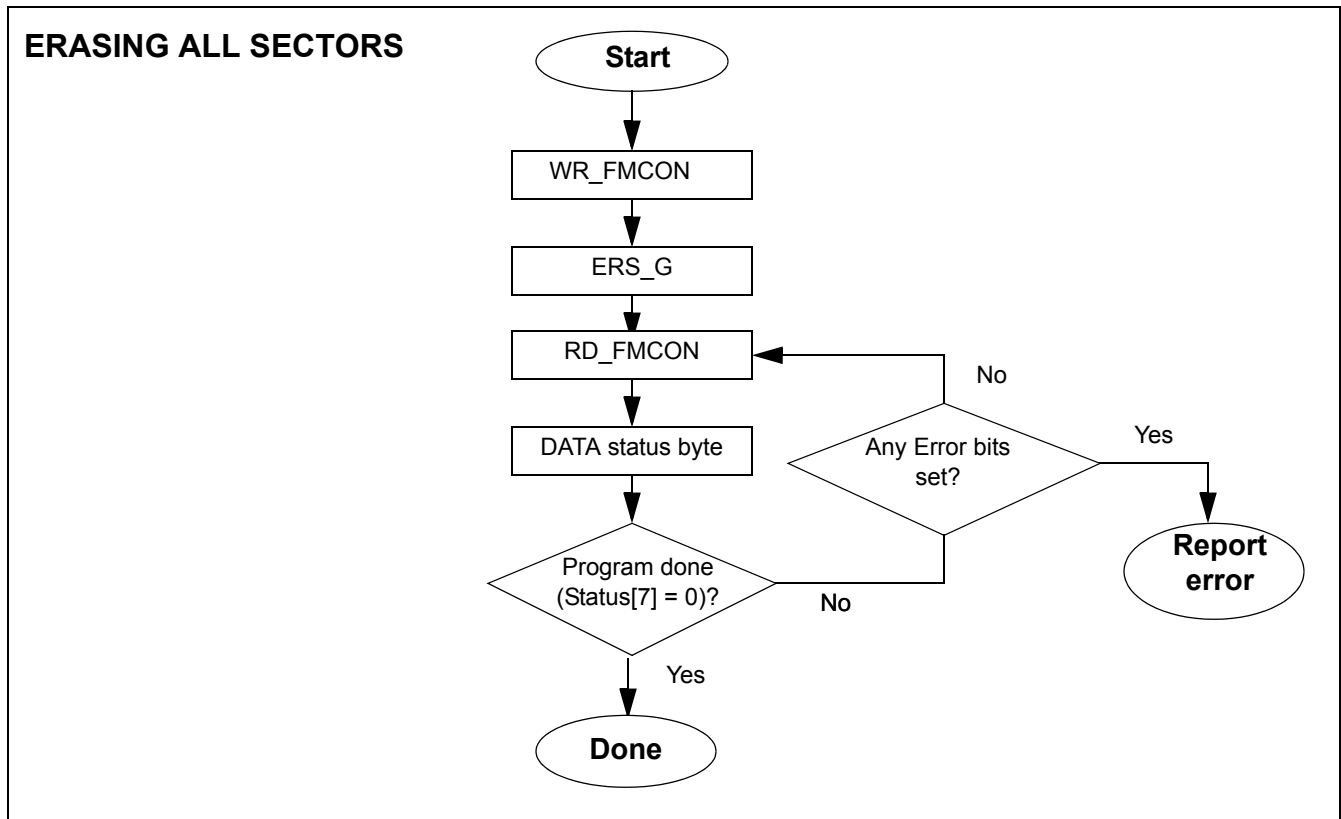 ERASING ALL SECTORS
Start
WR_FMCON
ERS_G
RD_FMCON
No
DATA status byte
Any Error bits
set?
Yes
Program done
(Status[7] = 0)?
No
Report
error
Yes
Done